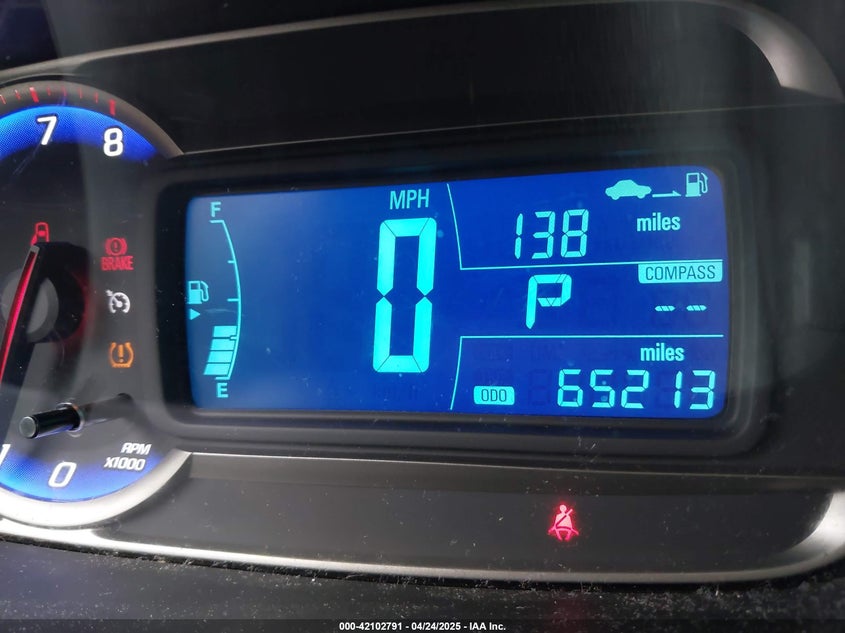 7
8
BRAKE
1
0
RPM
X1000
F
E
MPH
0
138
miles
COMPASS
P
-- --
miles
ODO 65213
000-42102791 - 04/24/2025 - IAA Inc.